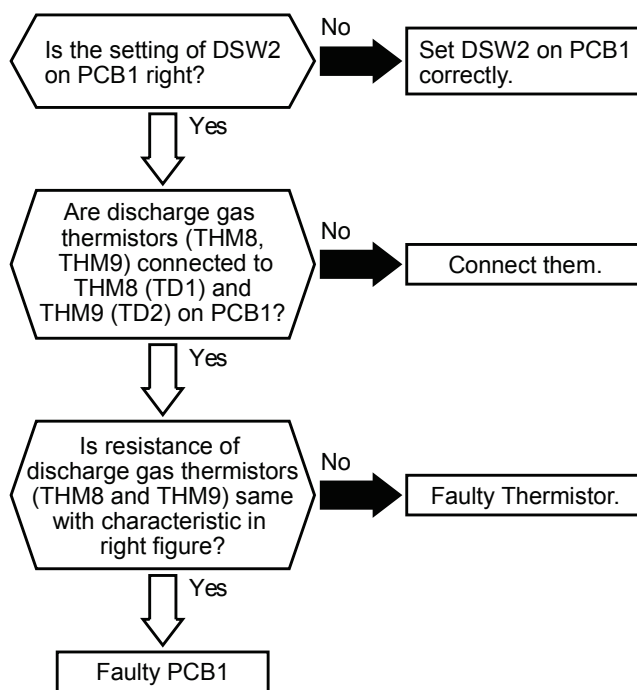 Is the setting of DSW2
on PCB1 right?
No
Set DSW2 on PCB1
correctly.
Yes
Are discharge gas
thermistors (THM8,
THM9) connected to
THM8 (TD1) and
THM9 (TD2) on PCB1?
No
Connect them.
Yes
Is resistance of
discharge gas thermistors
(THM8 and THM9) same
with characteristic in
right figure?
No
Faulty Thermistor.
Yes
Faulty PCB1